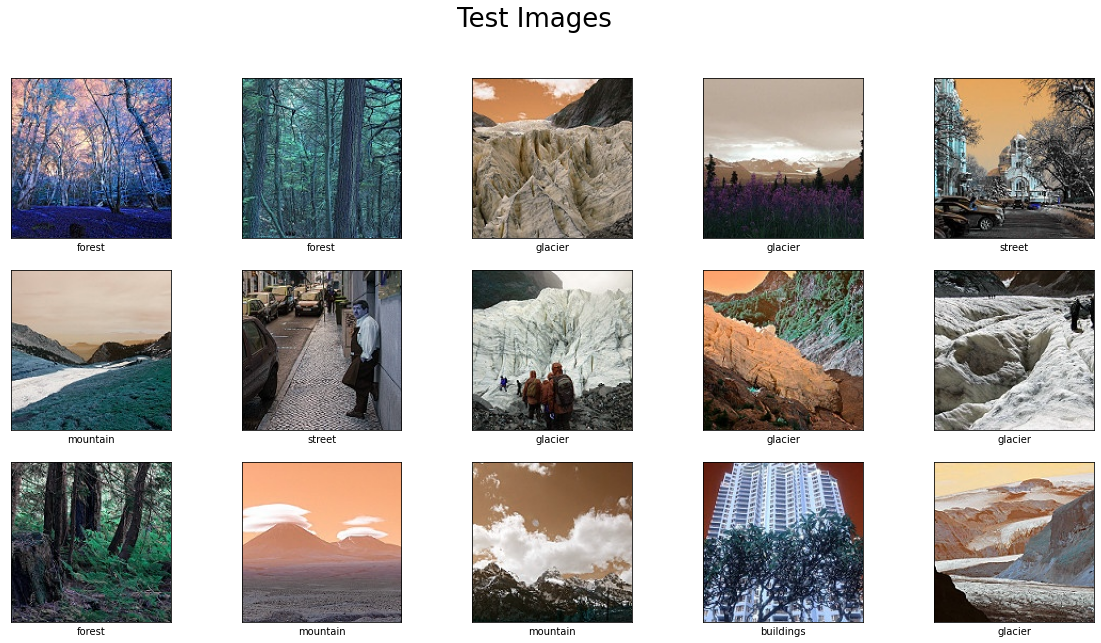 Test Images
forest
forest
glacier
glacier
street
mountain
street
glacier
glacier
glacier
forest
mountain
mountain
buildings
glacier